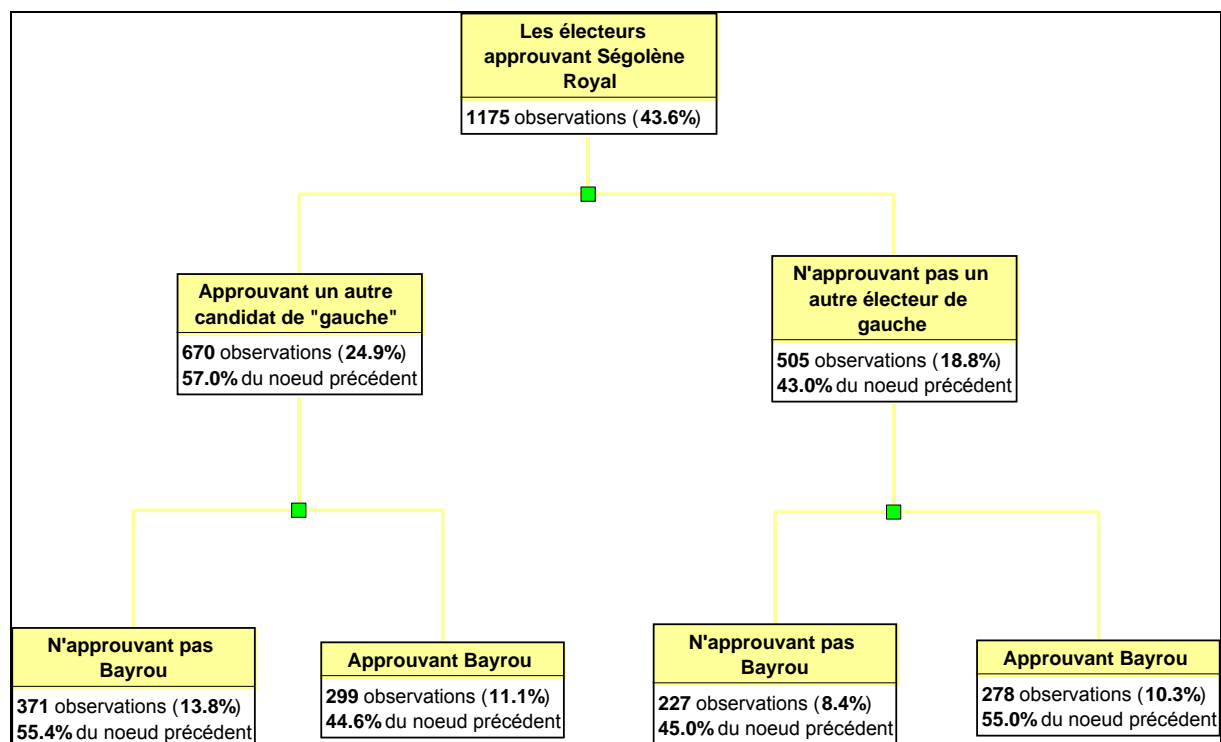 Les électeurs
approuvant Ségolène
Royal
1175 observations (43.6%)
Approuvant un autre
candidat de "gauche"
670 observations (24.9%)
57.0% du noeud précédent
N'approuvant pas un
autre électeur de
gauche
505 observations (18.8%)
43.0% du noeud précédent
N'approuvant pas
Bayrou
371 observations (13.8%)
55.4% du noeud précédent
Approuvant Bayrou
299 observations (11.1%)
44.6% du noeud précédent
N'approuvant pas
Bayrou
227 observations (8.4%)
45.0% du noeud précédent
Approuvant Bayrou
278 observations (10.3%)
55.0% du noeud précédent